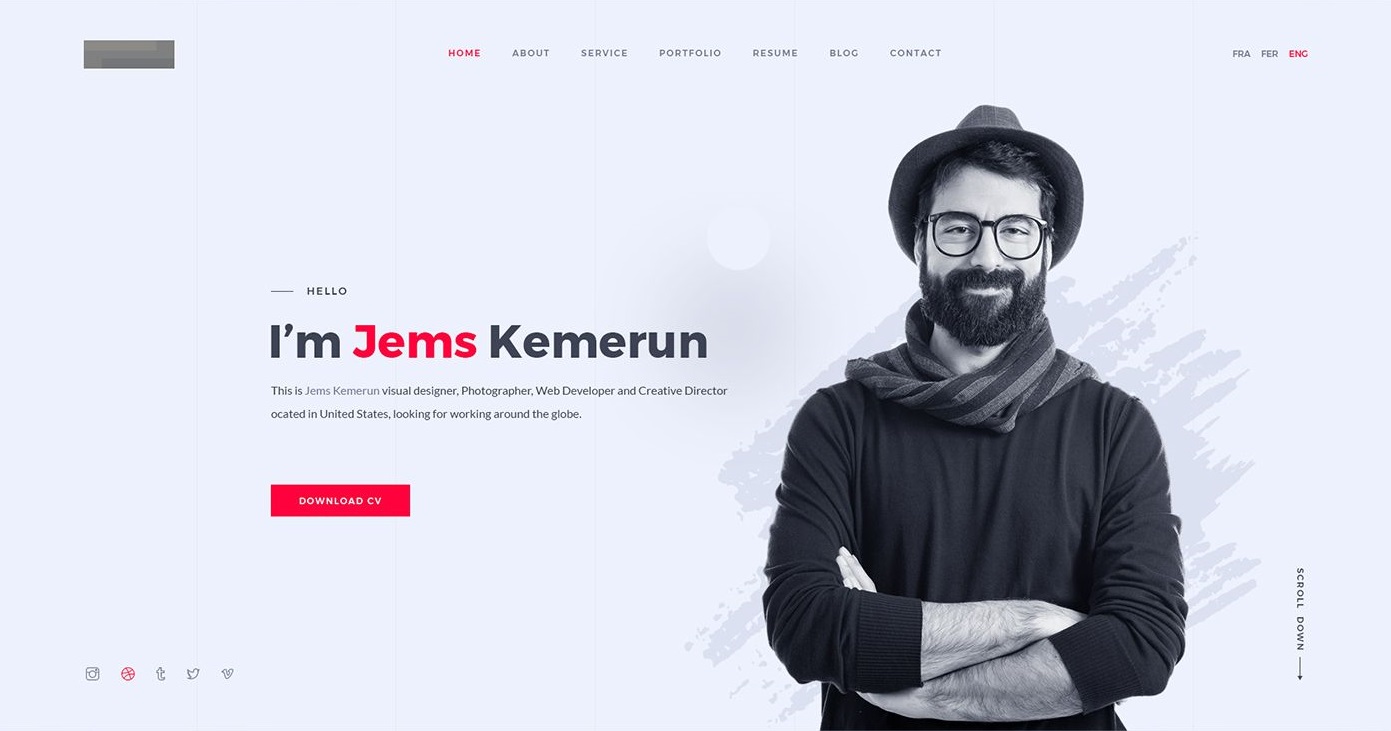 HOME ABOUT SERVICE PORTFOLIO RESUME BLOG CONTACT
FRA FER ENG
HELLO
I'm Jems Kemerun
This is Jems Kemerun visual designer, Photographer, Web Developer and Creative Director
ocated in United States, looking for working around the globe.
DOWNLOAD CV
SCROLL DOWN